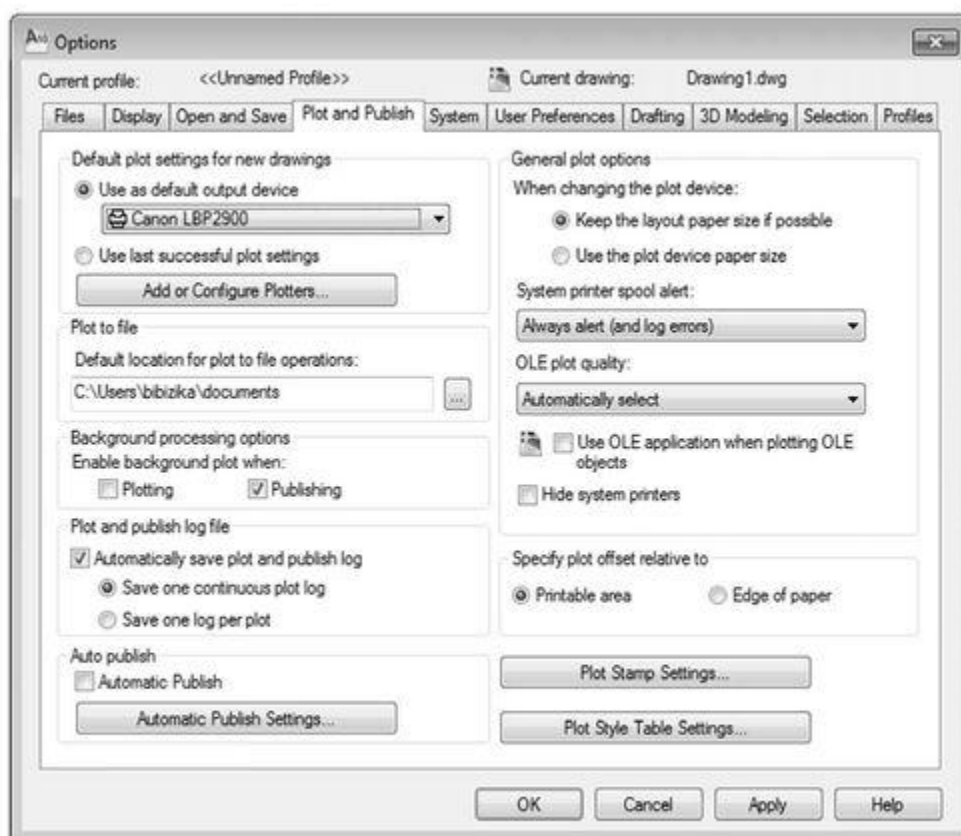 Options
Current profile: <<Unnamed Profile>> Current drawing: Drawing1.dwg
Files Display Open and Save Plot and Publish System User Preferences Drafting 3D Modeling Selection Profiles
Default plot settings for new drawings
Use as default output device
Canon LBP2900
Use last successful plot settings
Add or Configure Plotters...
Plot to file
Default location for plot to file operations:
C:\Users\bibizika\documents
...
Background processing options
Enable background plot when:
Plotting Publishing
Plot and publish log file
Automatically save plot and publish log
Save one continuous plot log
Save one log per plot
Auto publish
Automatic Publish
Automatic Publish Settings...
General plot options
When changing the plot device:
Keep the layout paper size if possible
Use the plot device paper size
System printer spool alert:
Always alert (and log errors)
OLE plot quality:
Automatically select
Use OLE application when plotting OLE
objects
Hide system printers
Specify plot offset relative to
Printable area Edge of paper
Plot Stamp Settings...
Plot Style Table Settings...
OK Cancel Apply Help